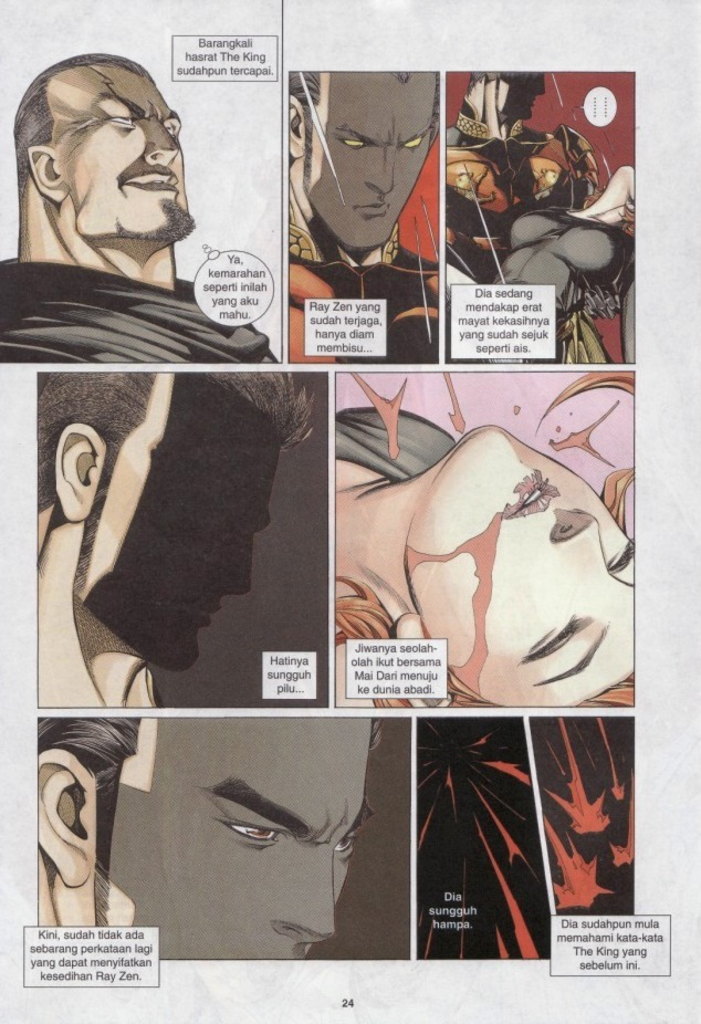 Barangkali
hasrat The King
sudahpun tercapai.
Ya,
kemarahan
seperti inilah
yang aku
mahu.
Ray Zen yang
sudah terjaga,
hanya diam
membisu...
Dia sedang
mendakap erat
mayat kekasihnya
yang sudah sejuk
seperti ais.
Hatinya
sungguh
pilu...
Jiwanya seolah-
olah ikut bersama
Mai Dari menuju
ke dunia abadi.
Kini, sudah tidak ada
sebarang perkataan lagi
yang dapat menyifatkan
kesedihan Ray Zen.
Dia
sungguh
hampa.
Dia sudahpun mula
memahami kata-kata
The King yang
sebelum ini.
24